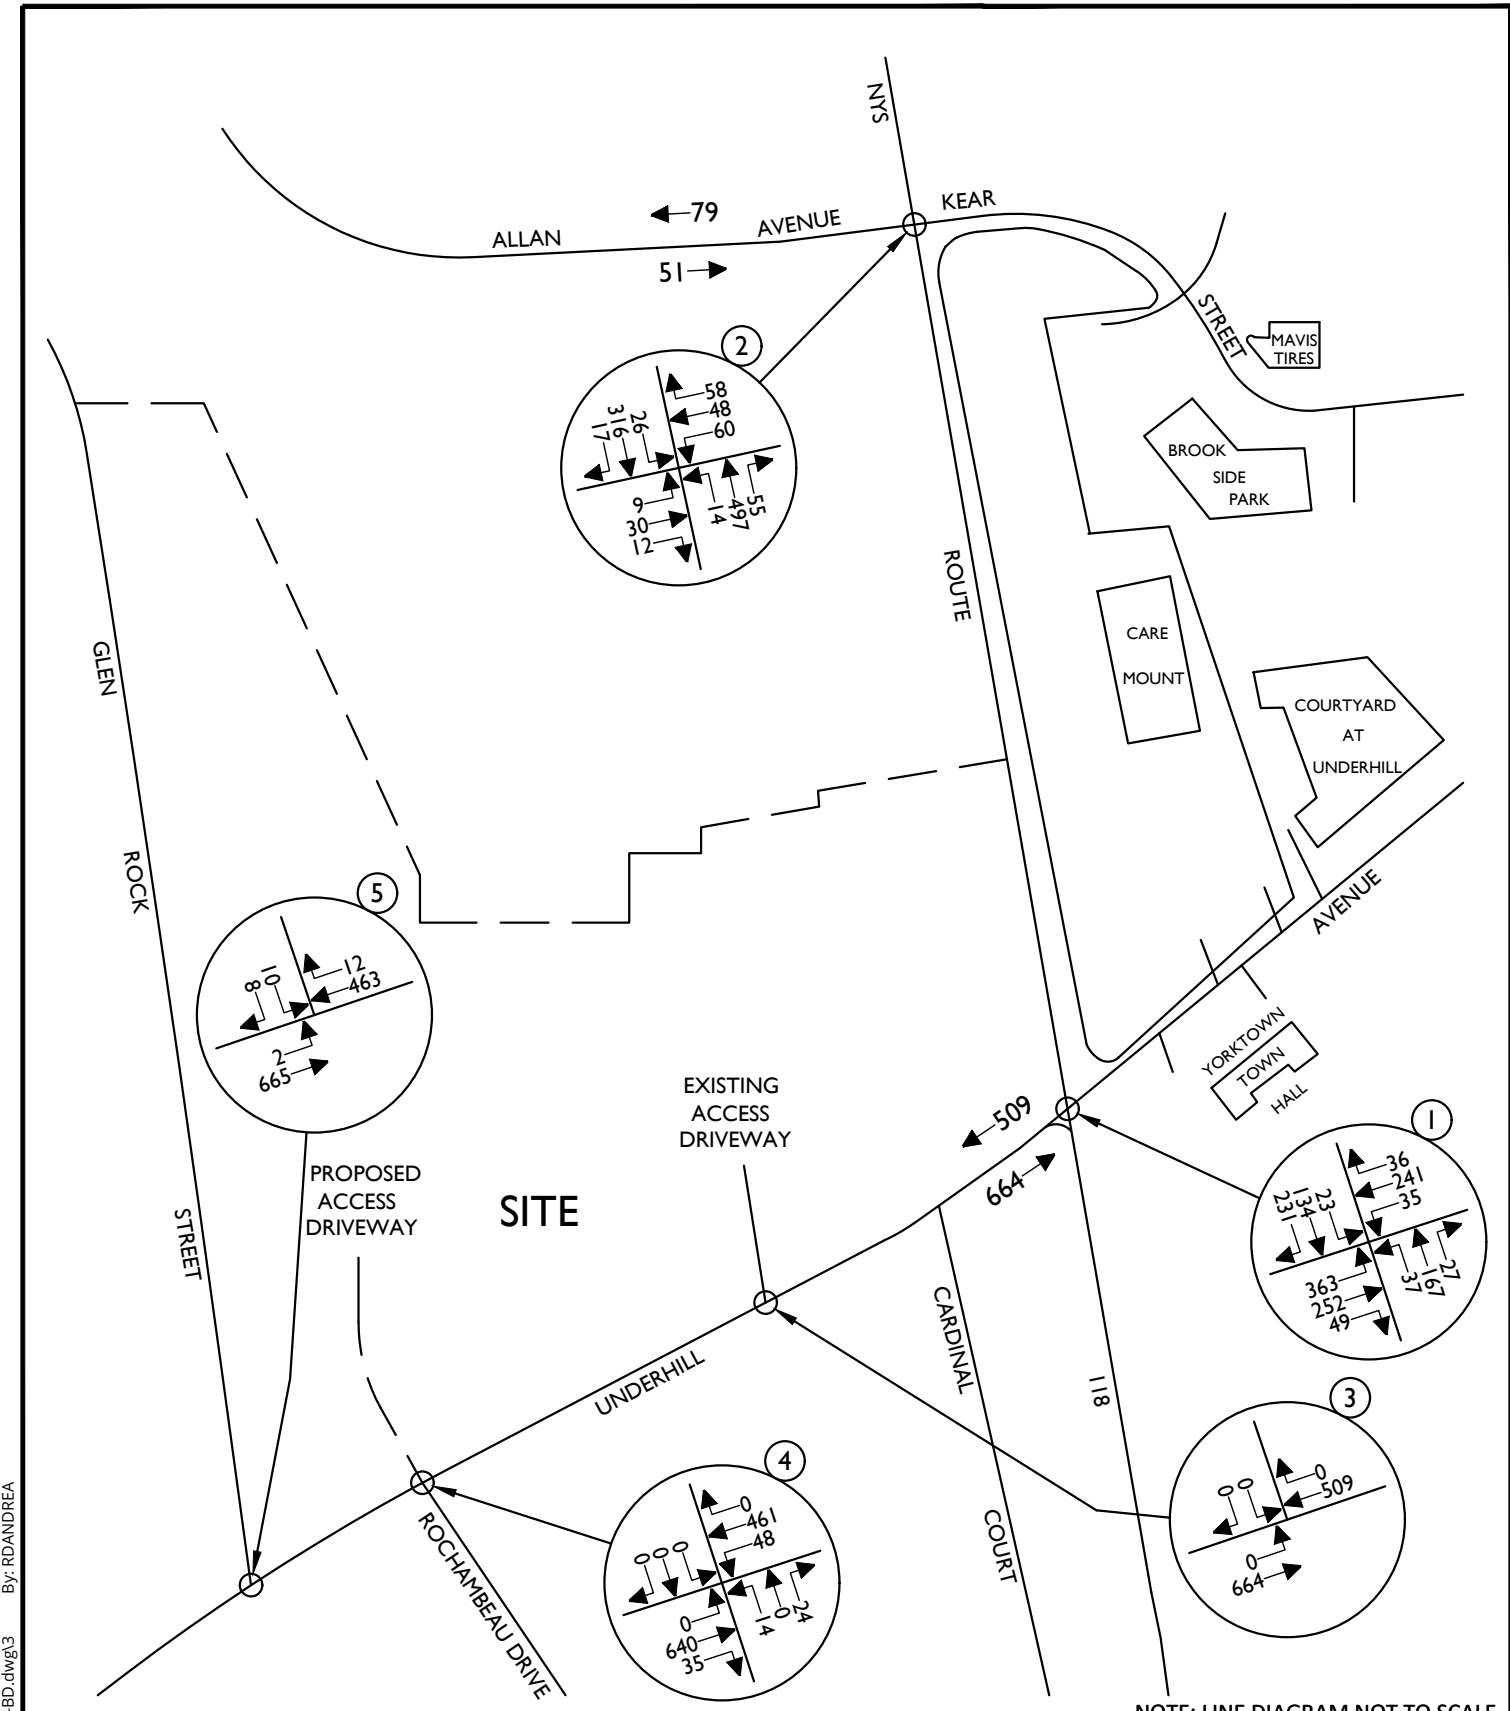 NYS
KEAR
79
ALLAN
AVENUE
51
STREET
MAVIS
TIRES
2
58
48
60
26
316
17
9
30
12
14
497
55
BROOK
SIDE
PARK
ROUTE
CARE
MOUNT
GLEN
COURTYARD
AT
UNDERHILL
ROCK
AVENUE
5
12
463
10
8
2
665
YORKTOWN
TOWN
HALL
EXISTING
ACCESS
DRIVEWAY
509
664
1
36
241
35
23
134
231
363
252
49
37
167
27
PROPOSED
ACCESS
DRIVEWAY
SITE
STREET
CARDINAL
UNDERHILL
118
3
0
509
0
0
0
664
4
0
461
48
0
0
0
0
640
35
14
0
24
ROCHAMBEAU DRIVE
COURT
By: RDANDREA
-BD.dwg\3
NOTE: LINE DIAGRAM NOT TO SCALE